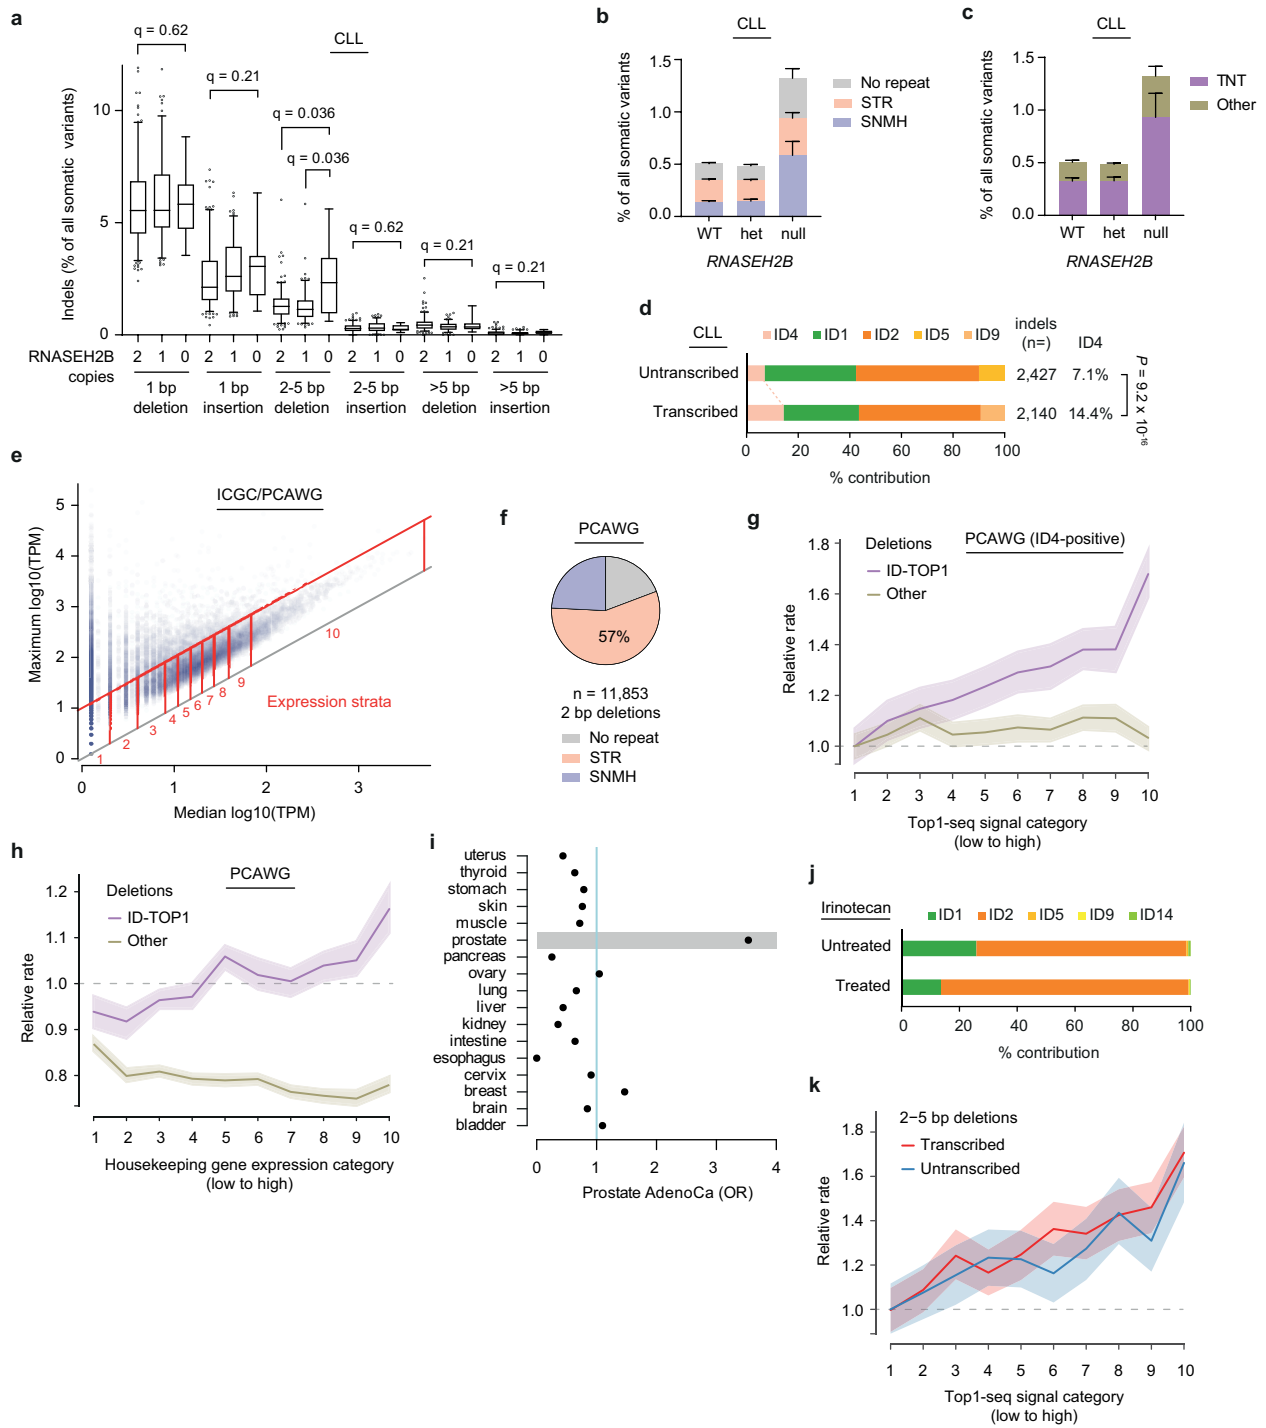 a
CLL
q = 0.62
q = 0.21
q = 0.036
q = 0.036
q = 0.62
q = 0.21
q = 0.21
Indels (% of all somatic variants)
10
5
0
RNASEH2B copies
2 1 0 2 1 0 2 1 0 2 1 0 2 1 0 2 1 0
1 bp deletion
1 bp insertion
2-5 bp deletion
2-5 bp insertion
>5 bp deletion
>5 bp insertion
b
CLL
% of all somatic variants
1.5
1.0
0.5
0.0
WT het null
RNASEH2B
No repeat
STR
SNMH
c
CLL
% of all somatic variants
1.5
1.0
0.5
0.0
WT het null
RNASEH2B
TNT
Other
d
CLL
ID4 ID1 ID2 ID5 ID9
indels (n=)
ID4
Untranscribed 2,427 7.1%
Transcribed 2,140 14.4%
P = 9.2 x 10-16
0 20 40 60 80 100
% contribution
e
ICGC/PCAWG
Maximum log10(TPM)
5
4
3
2
1
0
1 2 3 4 5 6 7 8 9 10
Expression strata
0 1 2 3
Median log10(TPM)
f
PCAWG
57%
n = 11,853
2 bp deletions
No repeat
STR
SNMH
g
PCAWG (ID4-positive)
Deletions
ID-TOP1
Other
Relative rate
1.8
1.6
1.4
1.2
1.0
1 2 3 4 5 6 7 8 9 10
Top1-seq signal category
(low to high)
h
PCAWG
Deletions
ID-TOP1
Other
Relative rate
1.2
1.1
1.0
0.9
0.8
1 2 3 4 5 6 7 8 9 10
Housekeeping gene expression category
(low to high)
i
uterus
thyroid
stomach
skin
muscle
prostate
pancreas
ovary
lung
liver
kidney
intestine
esophagus
cervix
breast
brain
bladder
0 1 2 3 4
Prostate AdenoCa (OR)
j
Irinotecan
ID1 ID2 ID5 ID9 ID14
Untreated
Treated
0 20 40 60 80 100
% contribution
k
2–5 bp deletions
Transcribed
Untranscribed
Relative rate
1.8
1.6
1.4
1.2
1.0
1 2 3 4 5 6 7 8 9 10
Top1-seq signal category
(low to high)